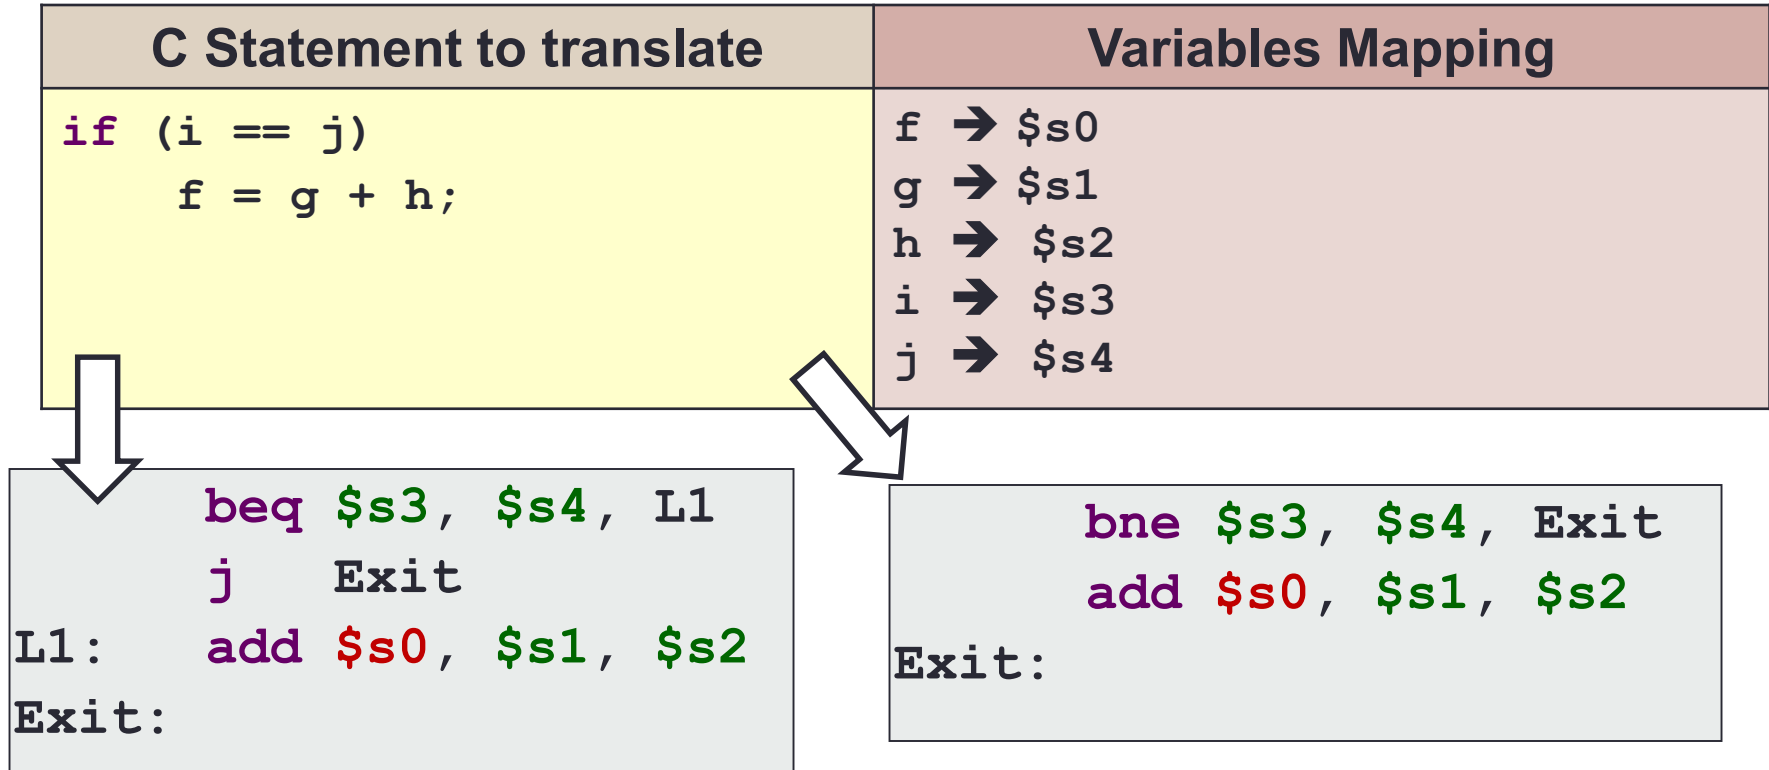 C Statement to translate
Variables Mapping
if (i == j)
f = g + h;
f ➔ $s0
g ➔ $s1
h ➔ $s2
i ➔ $s3
j ➔ $s4
beq $s3, $s4, L1
j Exit
L1: add $s0, $s1, $s2
Exit:
bne $s3, $s4, Exit
add $s0, $s1, $s2
Exit: